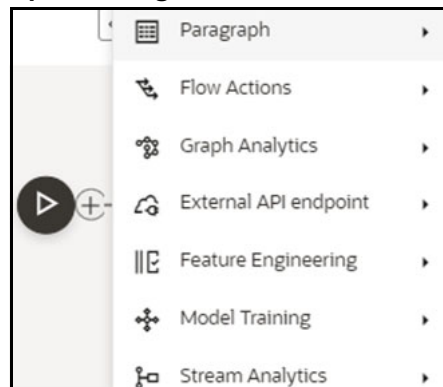 Paragraph
Flow Actions
Graph Analytics
External API endpoint
Feature Engineering
Model Training
Stream Analytics